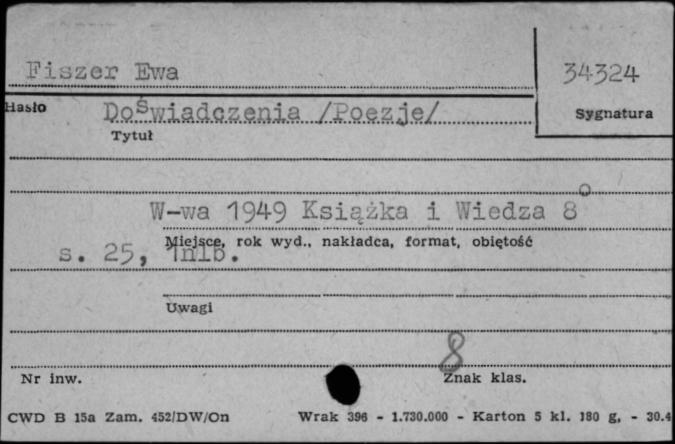 Fiszer Ewa
34324
Hasło
Doświadczenia /Poezje/
Sygnatura
Tytuł
W-wa 1949 Książka i Wiedza 8°
Miejsce, rok wyd., nakładca, format, obiętość
s. 25, 1nlb.
Uwagi
8
Nr inw.
Znak klas.
CWD B 15a Zam. 452/DW/On
Wrak 396 - 1.730.000 - Karton 5 kl. 180 g, - 30.4